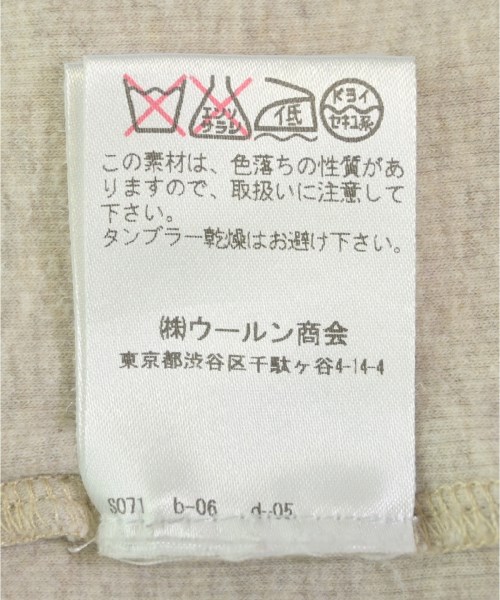 エンソ
サラシ
低
ドライ
セキユ系
この素材は、色落ちの性質があ
りますので、取扱いに注意して
下さい。
タンブラー乾燥はお避け下さい。
㈱ウールン商会
東京都渋谷区千駄ヶ谷4-14-4
S071 b-06 d-05